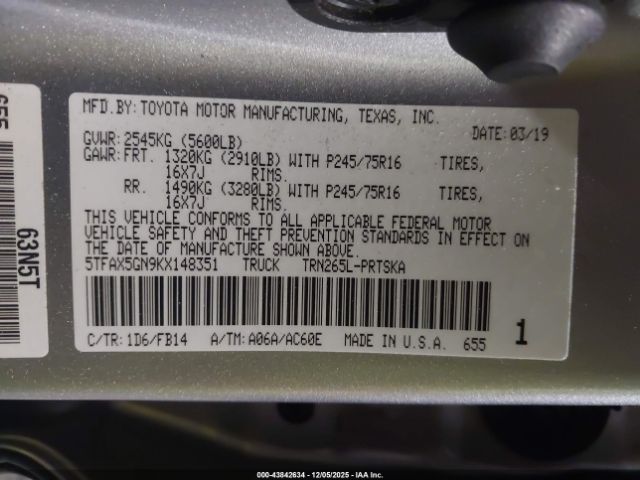 MFD.BY: TOYOTA MOTOR MANUFACTURING, TEXAS, INC.
GVWR: 2545KG (5600LB) DATE: 03/19
GAWR: FRT. 1320KG (2910LB) WITH P245/75R16 TIRES,
16X7J RIMS.
RR. 1490KG (3280LB) WITH P245/75R16 TIRES,
16X7J RIMS.
THIS VEHICLE CONFORMS TO ALL APPLICABLE FEDERAL MOTOR
VEHICLE SAFETY AND THEFT PREVENTION STANDARDS IN EFFECT ON
THE DATE OF MANUFACTURE SHOWN ABOVE.
5TFAX5GN9KX148351 TRUCK TRN265L-PRTSKA
C/TR: 1D6/FB14 A/TM: A06A/AC60E MADE IN U.S.A. 655
1
655
63N5T
000-43842634 - 12/05/2025 - IAA Inc.